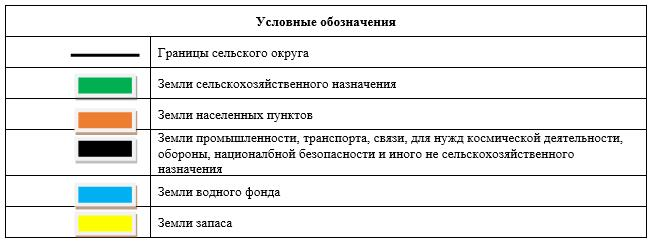 Условные обозначения
Границы сельского округа
Земли сельскохозяйственного назначения
Земли населенных пунктов
Земли промышленности, транспорта, связи, для нужд космической деятельности,
обороны, националбной безопасности и иного не сельскохозяйственного
назначения
Земли водного фонда
Земли запаса